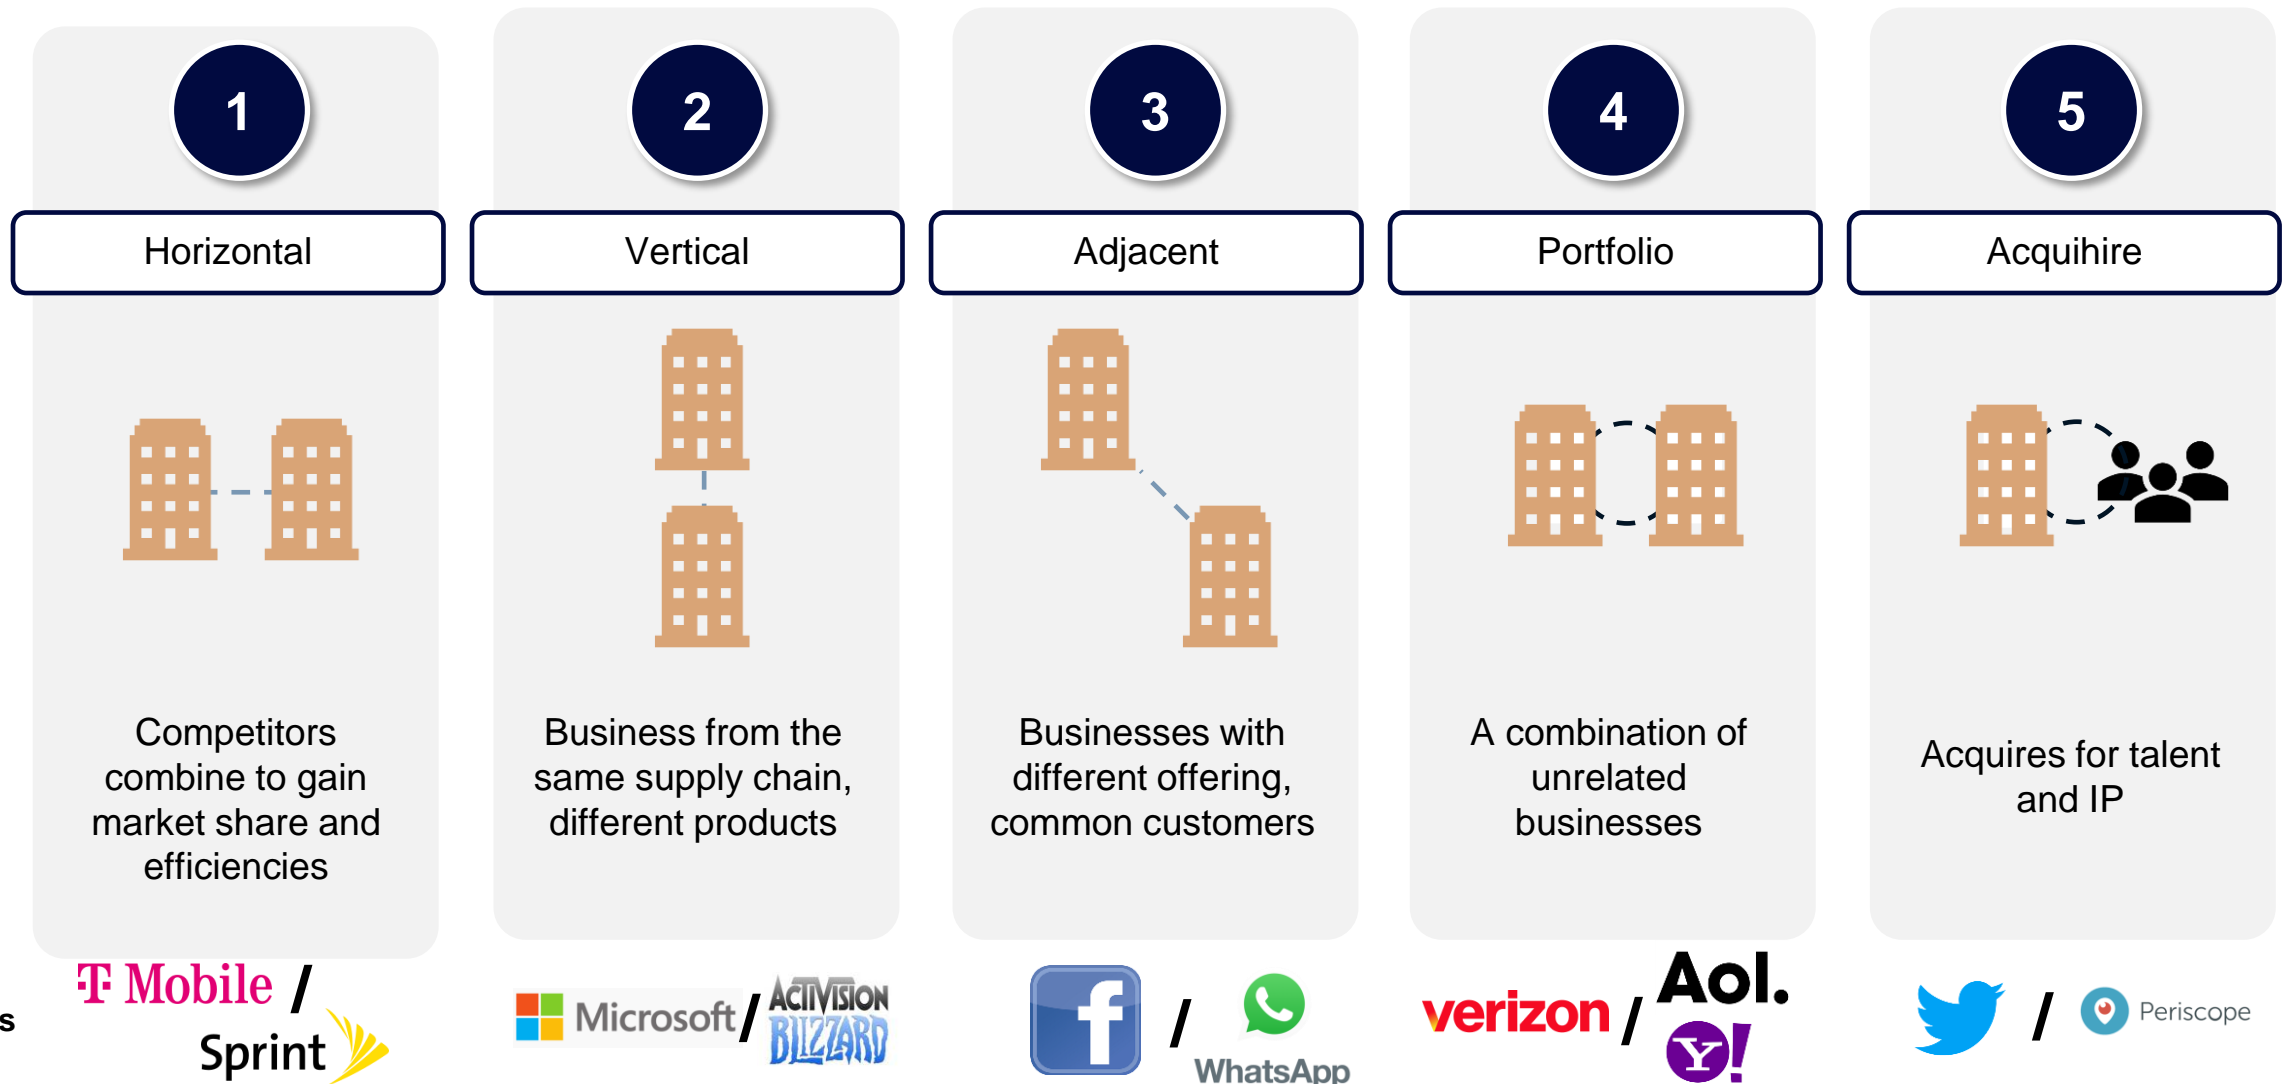 1
Horizontal
Competitors
combine to gain
market share and
efficiencies
T Mobile /
Sprint
2
Vertical
Business from the
same supply chain,
different products
Microsoft / ACTIVISION
BLIZZARD
3
Adjacent
Businesses with
different offering,
common customers
f / WhatsApp
4
Portfolio
A combination of
unrelated
businesses
verizon / Aol.
Y!
5
Acquihire
Acquires for talent
and IP
/ Periscope
s